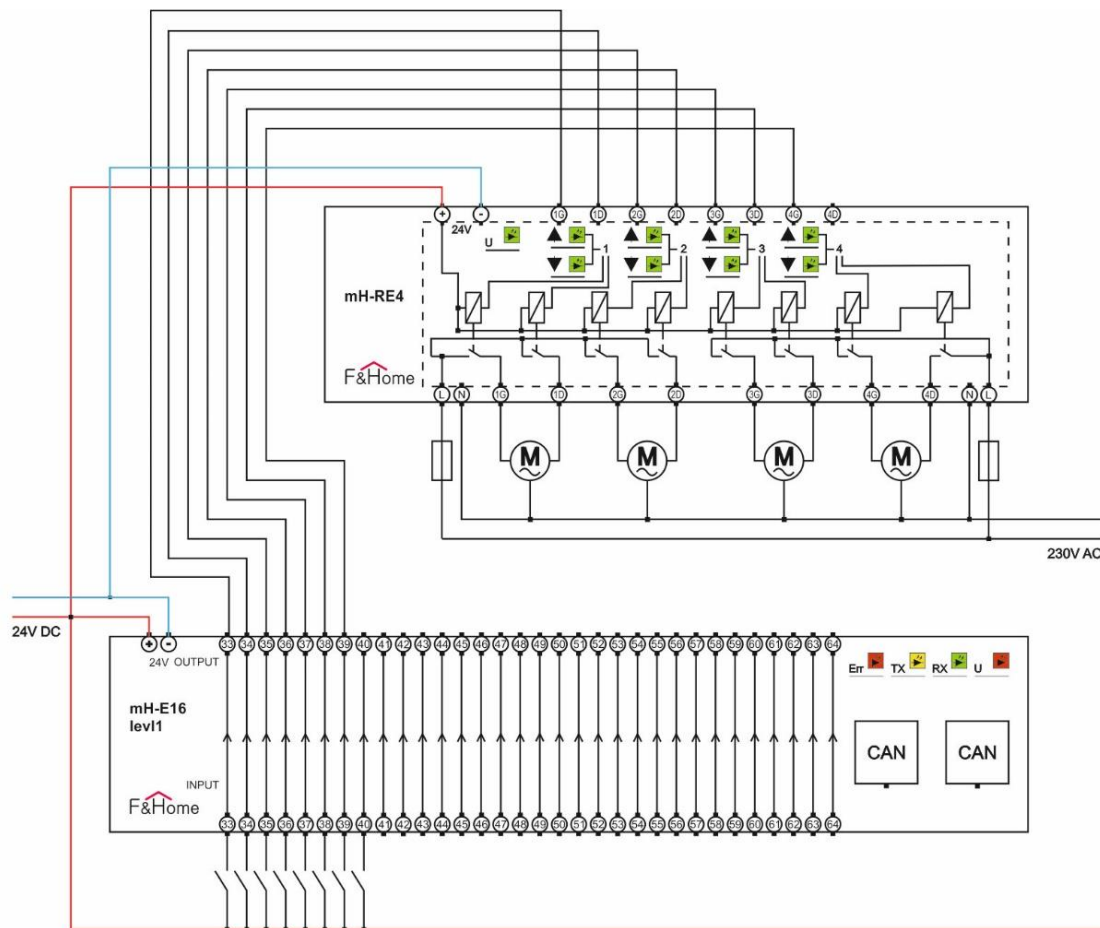 + - 1G 1D 2G 2D 3G 3D 4G 4D
24V
U
1 2 3 4
mH-RE4
F&Home
L N 1G 1D 2G 2D 3G 3D 4G 4D N L
M M M M
230V AC
24V DC
+ - 33 34 35 36 37 38 39 40 41 42 43 44 45 46 47 48 49 50 51 52 53 54 55 56 57 58 59 60 61 62 63 64
24V OUTPUT
Err TX RX U
mH-E16
levl1
CAN CAN
INPUT
F&Home
33 34 35 36 37 38 39 40 41 42 43 44 45 46 47 48 49 50 51 52 53 54 55 56 57 58 59 60 61 62 63 64